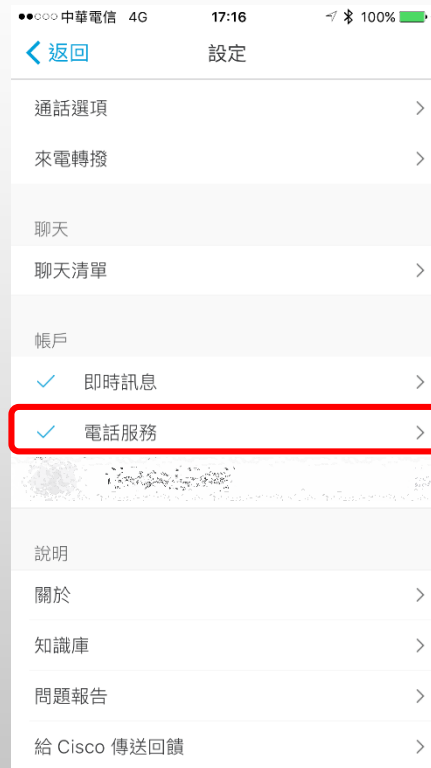 中華電信 4G 17:16 100%
返回 設定
通話選項
來電轉撥
聊天
聊天清單
帳戶
即時訊息
電話服務
說明
關於
知識庫
問題報告
給 Cisco 傳送回饋